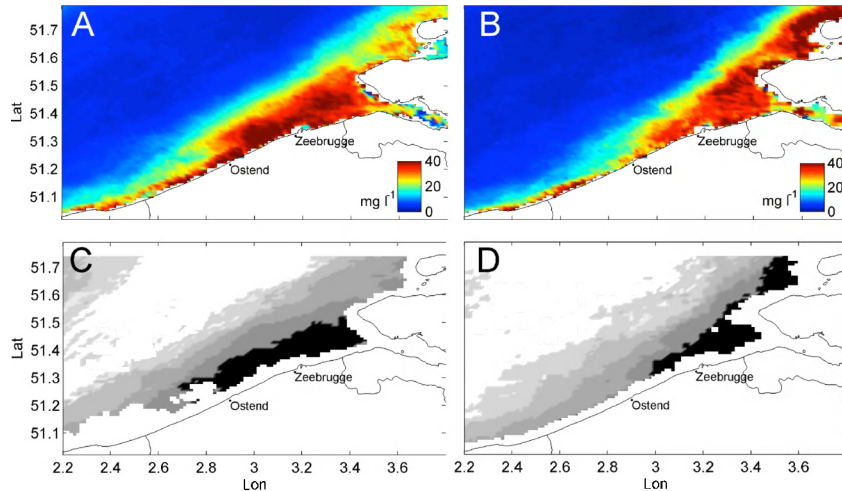 A
B
51.7
51.6
51.5
Lat
51.4
51.3
51.2
51.1
Zeebrugge
Ostend
40
20
mg l⁻¹
0
Zeebrugge
Ostend
40
20
mg l⁻¹
0
C
D
51.7
51.6
51.5
Lat
51.4
51.3
51.2
51.1
Zeebrugge
Ostend
Zeebrugge
Ostend
2.2 2.4 2.6 2.8 3 3.2 3.4 3.6
2.2 2.4 2.6 2.8 3 3.2 3.4 3.6
Lon
Lon